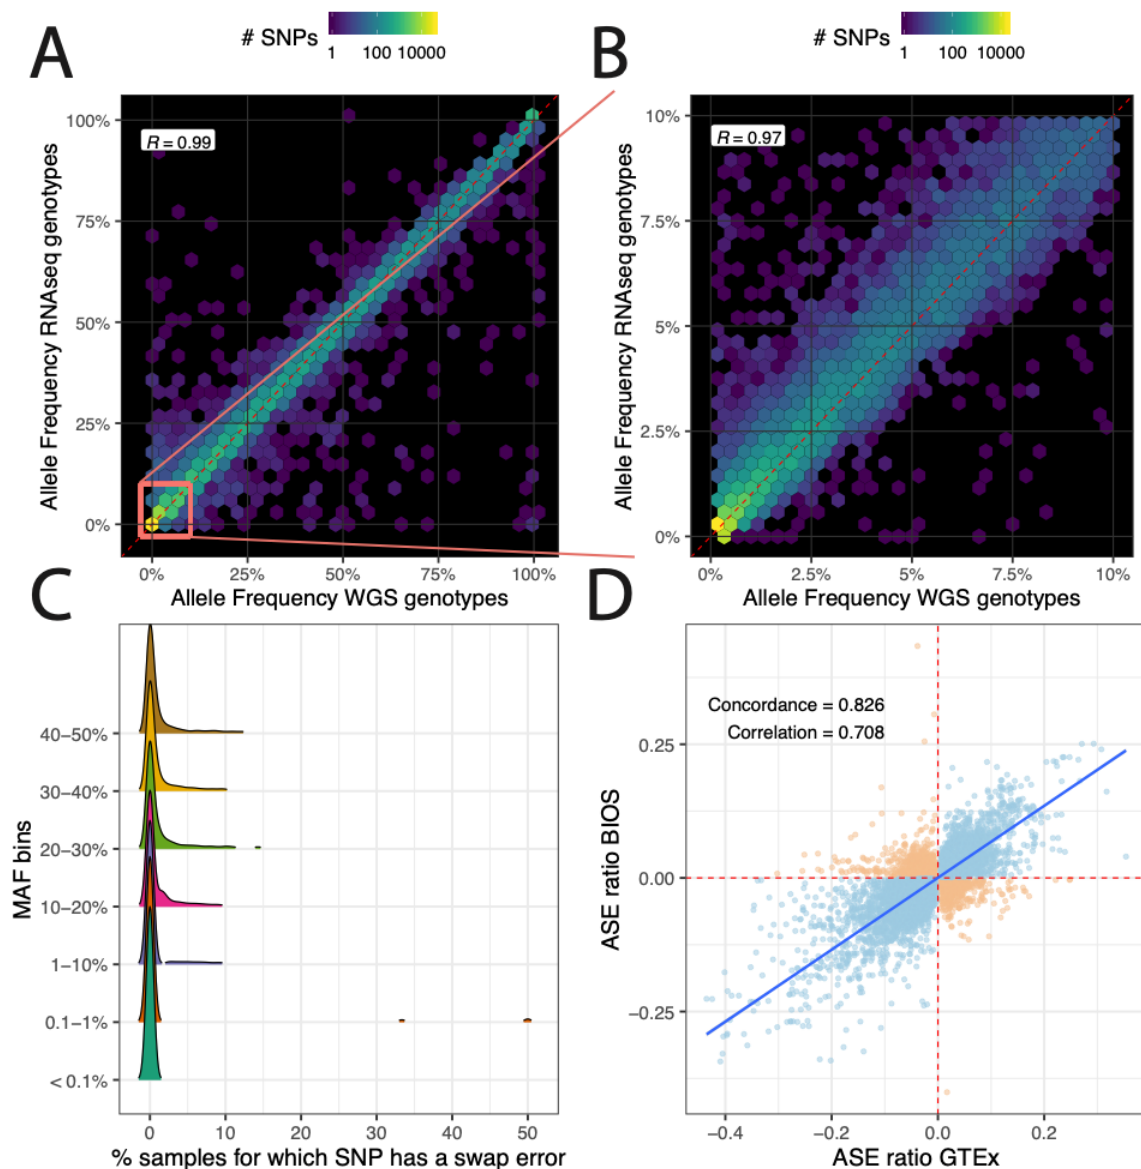 A
# SNPs
1 100 10000
R = 0.99
100%
75%
50%
25%
0%
Allele Frequency RNAseq genotypes
0% 25% 50% 75% 100%
Allele Frequency WGS genotypes
B
# SNPs
1 100 10000
R = 0.97
10%
7.5%
5%
2.5%
0%
Allele Frequency RNAseq genotypes
0% 2.5% 5% 7.5% 10%
Allele Frequency WGS genotypes
C
MAF bins
40–50%
30–40%
20–30%
10–20%
1–10%
0.1–1%
< 0.1%
0 10 20 30 40 50
% samples for which SNP has a swap error
D
Concordance = 0.826
Correlation = 0.708
ASE ratio BIOS
0.25
0.00
−0.25
−0.4 −0.2 0.0 0.2
ASE ratio GTEx